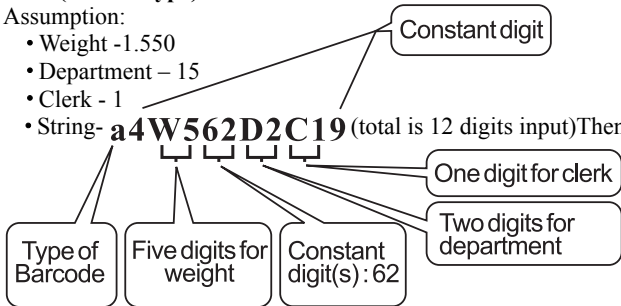 Assumption:
• Weight -1.550
• Department – 15
• Clerk - 1
• String- a4W562D2C19 (total is 12 digits input)Then
Constant digit
One digit for clerk
Two digits for
department
Type of
Barcode
Five digits for
weight
Constant
digit(s) : 62